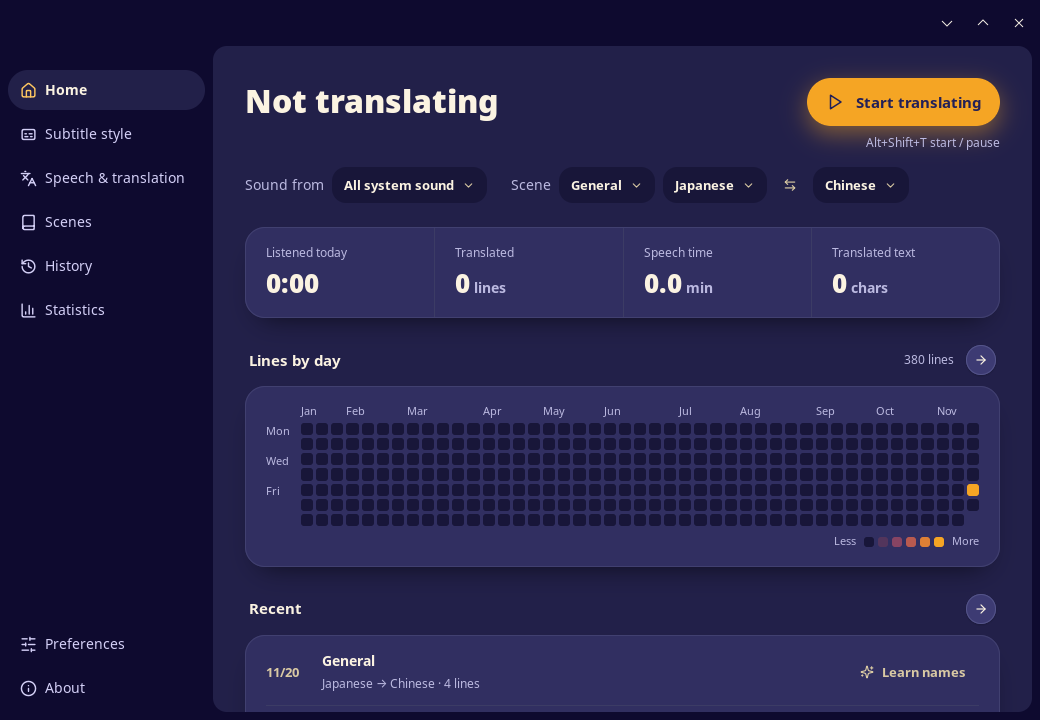 Home
Subtitle style
Speech & translation
Scenes
History
Statistics
Preferences
About
Not translating
Start translating
Alt+Shift+T start / pause
Sound from All system sound Scene General Japanese Chinese
Listened today Translated Speech time Translated text
0:00 0 lines 0.0 min 0 chars
Lines by day 380 lines
Jan Feb Mar Apr May Jun Jul Aug Sep Oct Nov
Mon
Wed
Fri
Less More
Recent
11/20
General
Japanese → Chinese · 4 lines
Learn names